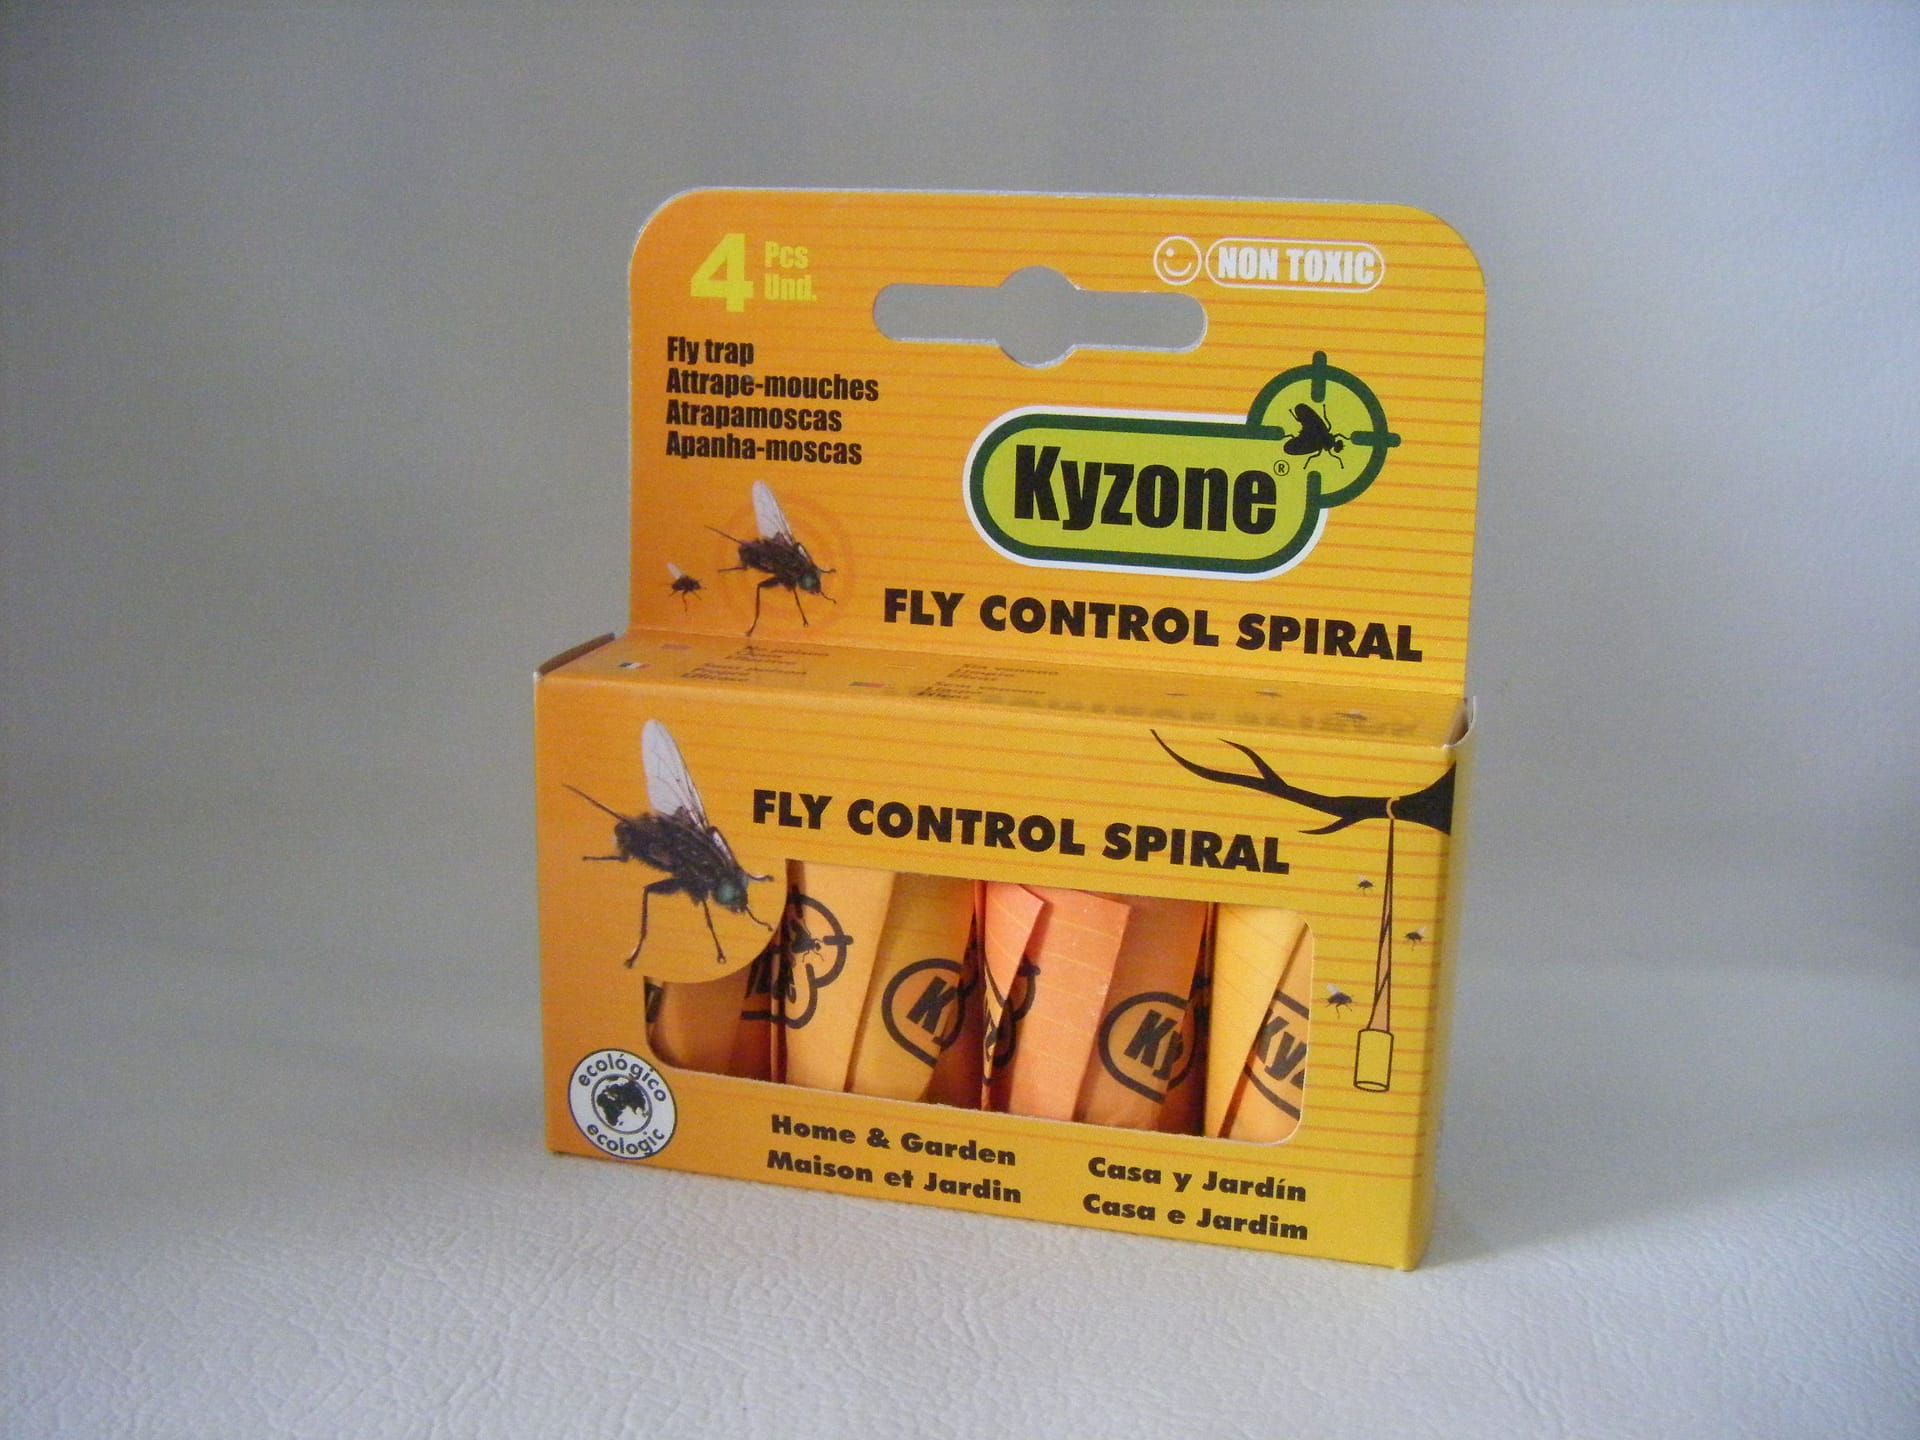 4 Pcs
Und.
NON TOXIC
Fly trap
Attrape-mouches
Atrapamoscas
Apanha-moscas
Kyzone®
FLY CONTROL SPIRAL
FLY CONTROL SPIRAL
ecológico
ecologic
Home & Garden
Maison et Jardin
Casa y Jardín
Casa e Jardim